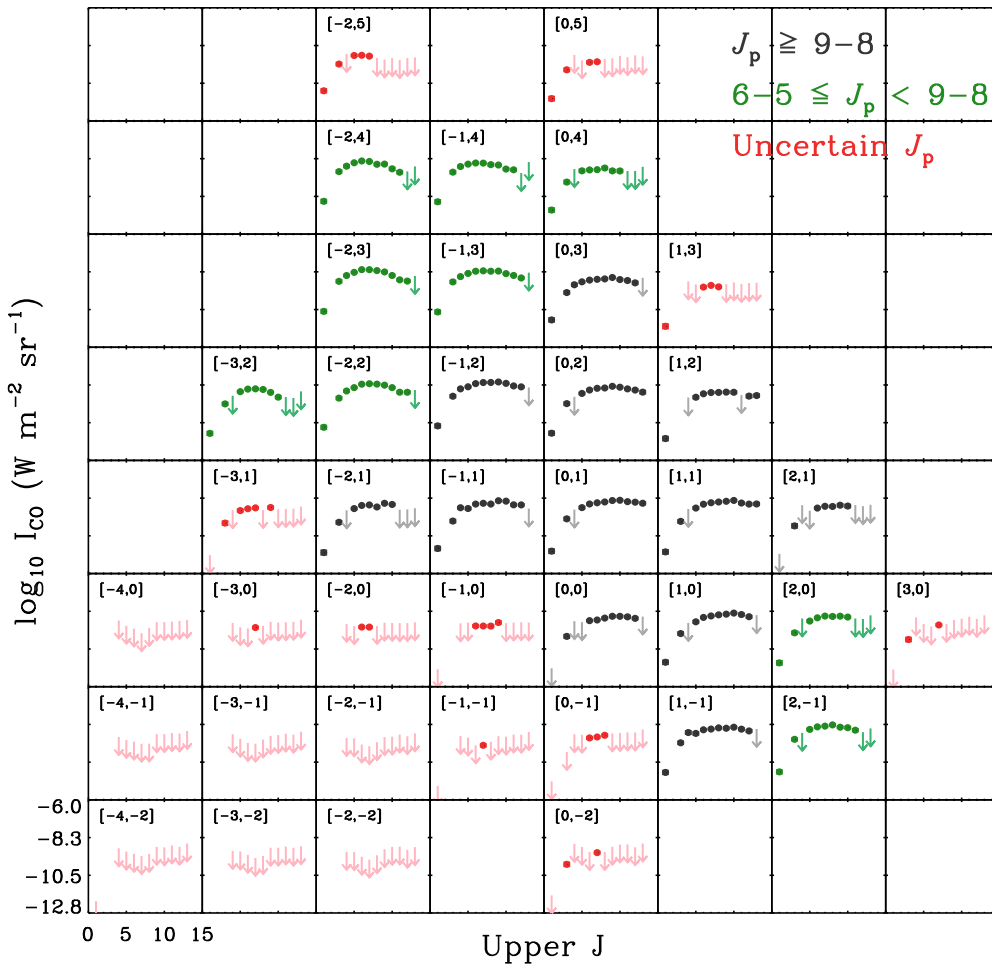 [-2,5] [0,5]
J_p ≧ 9-8
6-5 ≦ J_p < 9-8
[-2,4] [-1,4] [0,4]
Uncertain J_p
[-2,3] [-1,3] [0,3] [1,3]
[-3,2] [-2,2] [-1,2] [0,2] [1,2]
[-3,1] [-2,1] [-1,1] [0,1] [1,1] [2,1]
[-4,0] [-3,0] [-2,0] [-1,0] [0,0] [1,0] [2,0] [3,0]
[-4,-1] [-3,-1] [-2,-1] [-1,-1] [0,-1] [1,-1] [2,-1]
[-4,-2] [-3,-2] [-2,-2] [0,-2]
log₁₀ I_CO (W m⁻² sr⁻¹)
-6.0
-8.3
-10.5
-12.8
0 5 10 15
Upper J